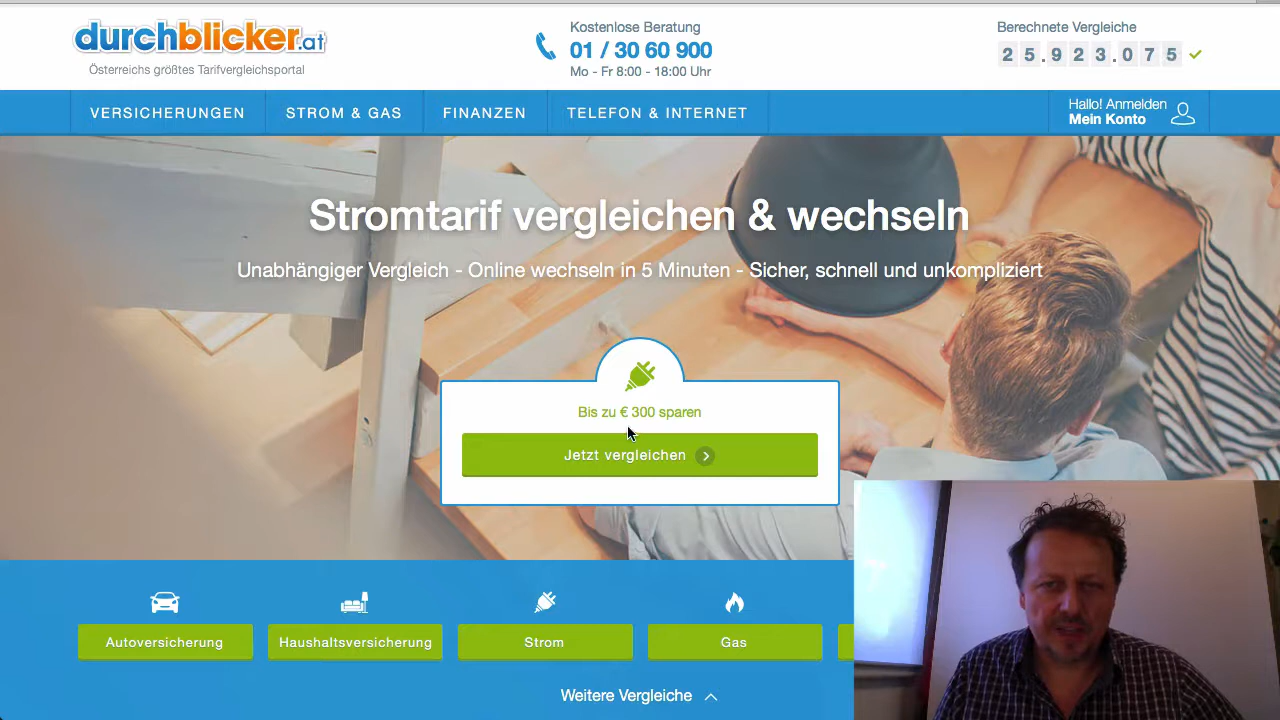 durchblicker.at
Österreichs größtes Tarifvergleichsportal
Kostenlose Beratung
01 / 30 60 900
Mo - Fr 8:00 - 18:00 Uhr
Berechnete Vergleiche
25.923.075
VERSICHERUNGEN
STROM & GAS
FINANZEN
TELEFON & INTERNET
Hallo! Anmelden
Mein Konto
Stromtarif vergleichen & wechseln
Unabhängiger Vergleich - Online wechseln in 5 Minuten - Sicher, schnell und unkompliziert
Bis zu € 300 sparen
Jetzt vergleichen
Autoversicherung
Haushaltsversicherung
Strom
Gas
Weitere Vergleiche